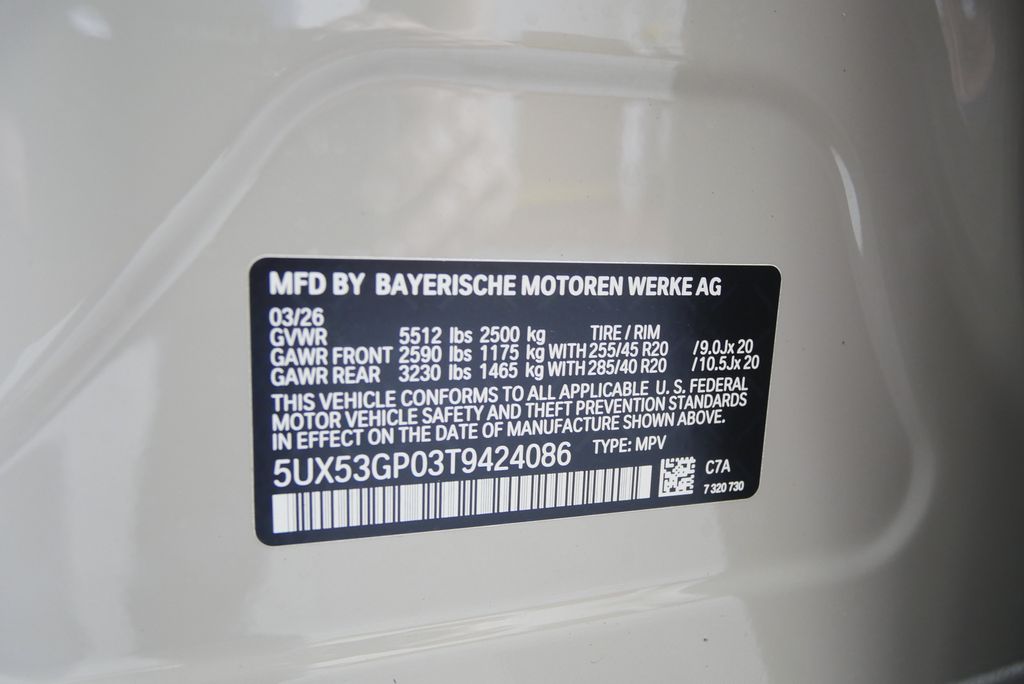 MFD BY BAYERISCHE MOTOREN WERKE AG
03/26
GVWR 5512 lbs 2500 kg TIRE / RIM
GAWR FRONT 2590 lbs 1175 kg WITH 255/45 R20 /9.0Jx20
GAWR REAR 3230 lbs 1465 kg WITH 285/40 R20 /10.5Jx20
THIS VEHICLE CONFORMS TO ALL APPLICABLE U.S. FEDERAL
MOTOR VEHICLE SAFETY AND THEFT PREVENTION STANDARDS
IN EFFECT ON THE DATE OF MANUFACTURE SHOWN ABOVE.
5UX53GP03T9424086 TYPE: MPV
C7A
7 320 730